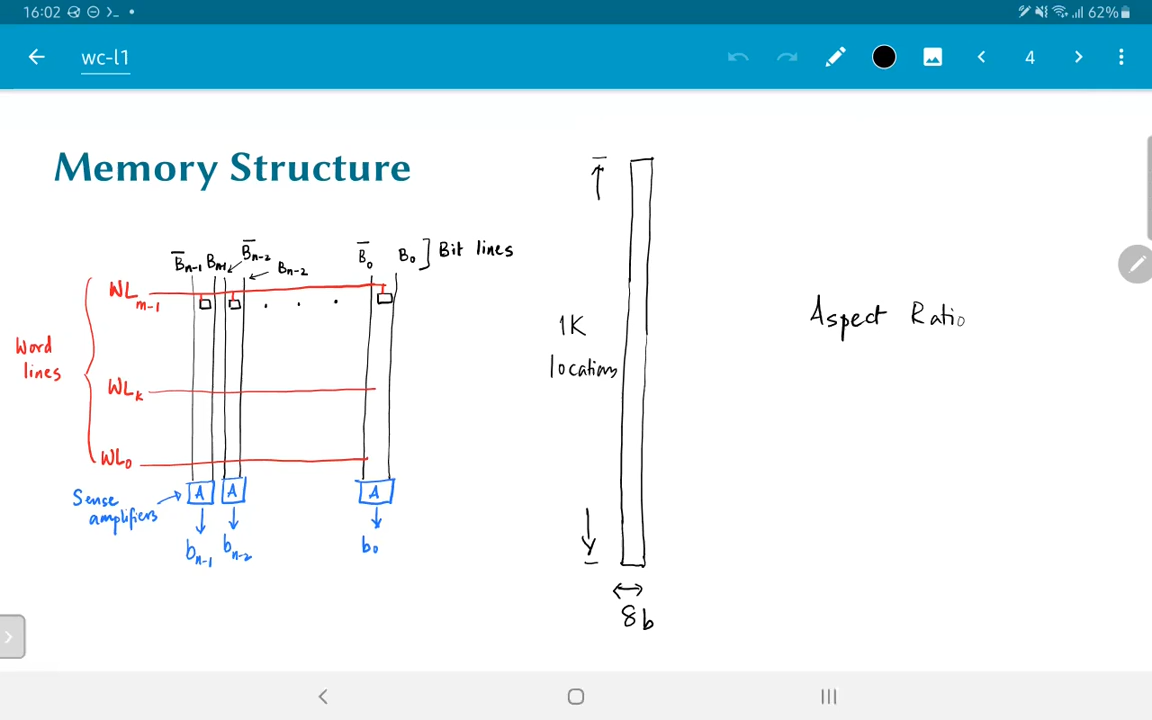 16:02 62%
wc-l1 4
Memory Structure
B̅n-1 Bn-1 B̅n-2 Bn-2 B̅0 B0 ] Bit lines
WLm-1
Word lines
WLk
WL0
Sense amplifiers
A A A
bn-1 bn-2 b0
1K
locations
8b
Aspect Ratio